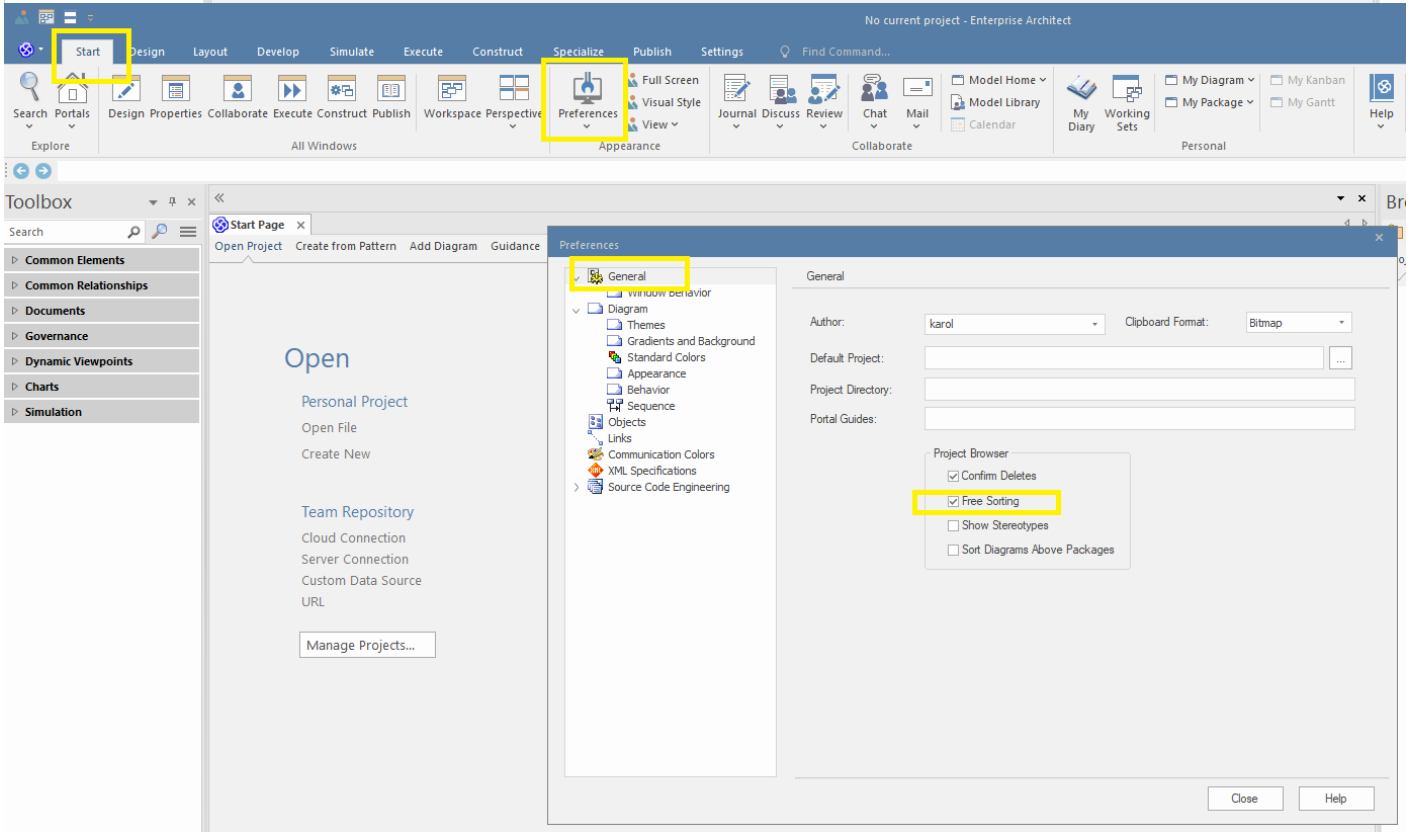 No current project - Enterprise Architect
Start Design Layout Develop Simulate Execute Construct Specialize Publish Settings Find Command...
Search Portals
Explore
Design Properties Collaborate Execute Construct Publish Workspace Perspective
All Windows
Preferences
Full Screen
Visual Style
View
Appearance
Journal Discuss Review Chat Mail
Model Home
Model Library
Calendar
Collaborate
My Diary
Working Sets
My Diagram
My Package
My Kanban
My Gantt
Personal
Help
Toolbox
Search
Common Elements
Common Relationships
Documents
Governance
Dynamic Viewpoints
Charts
Simulation
Start Page
Open Project Create from Pattern Add Diagram Guidance
Open
Personal Project
Open File
Create New
Team Repository
Cloud Connection
Server Connection
Custom Data Source
URL
Manage Projects...
Preferences
General
Window Behavior
Diagram
Themes
Gradients and Background
Standard Colors
Appearance
Behavior
Sequence
Objects
Links
Communication Colors
XML Specifications
Source Code Engineering
General
Author: karol Clipboard Format: Bitmap
Default Project: ...
Project Directory:
Portal Guides:
Project Browser
Confirm Deletes
Free Sorting
Show Stereotypes
Sort Diagrams Above Packages
Close Help